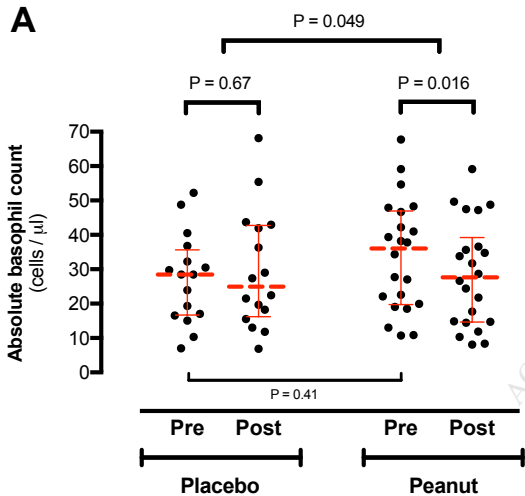 A
P = 0.049
P = 0.67
P = 0.016
Absolute basophil count
(cells / µl)
70
60
50
40
30
20
10
0
P = 0.41
Pre Post Pre Post
Placebo Peanut